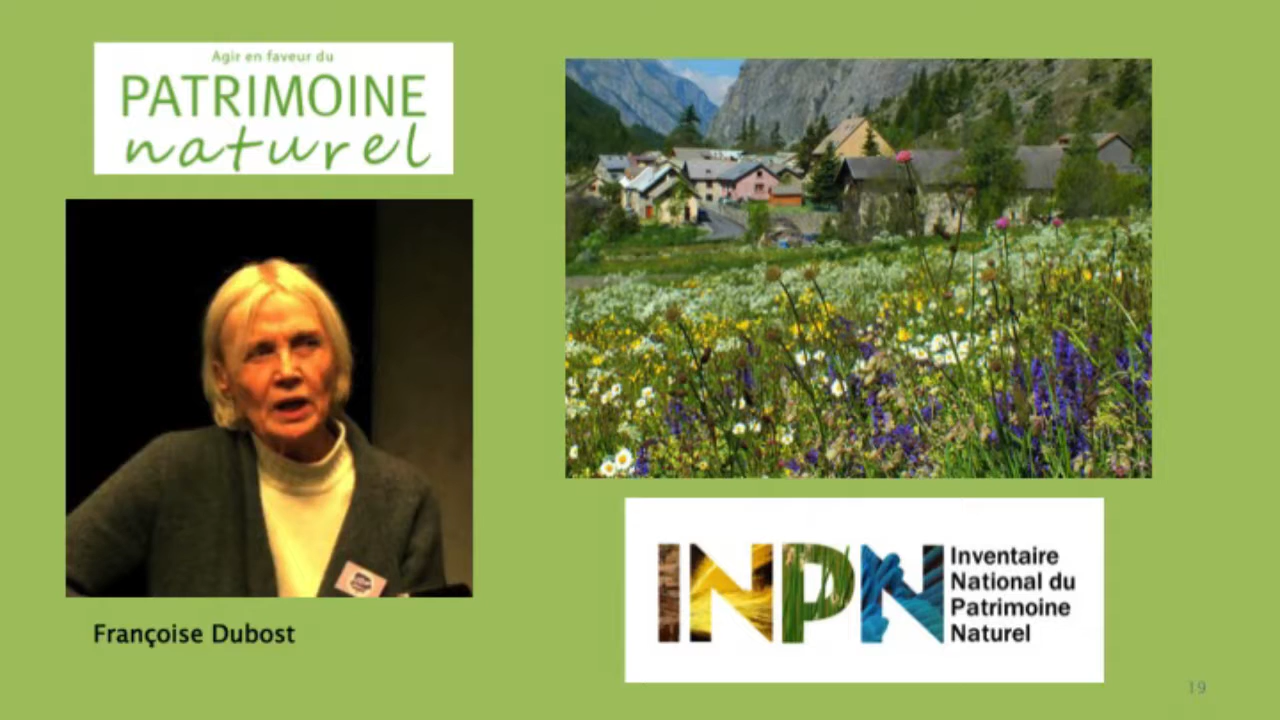 Agir en faveur du
PATRIMOINE
naturel
Françoise Dubost
INPN
Inventaire
National du
Patrimoine
Naturel
19